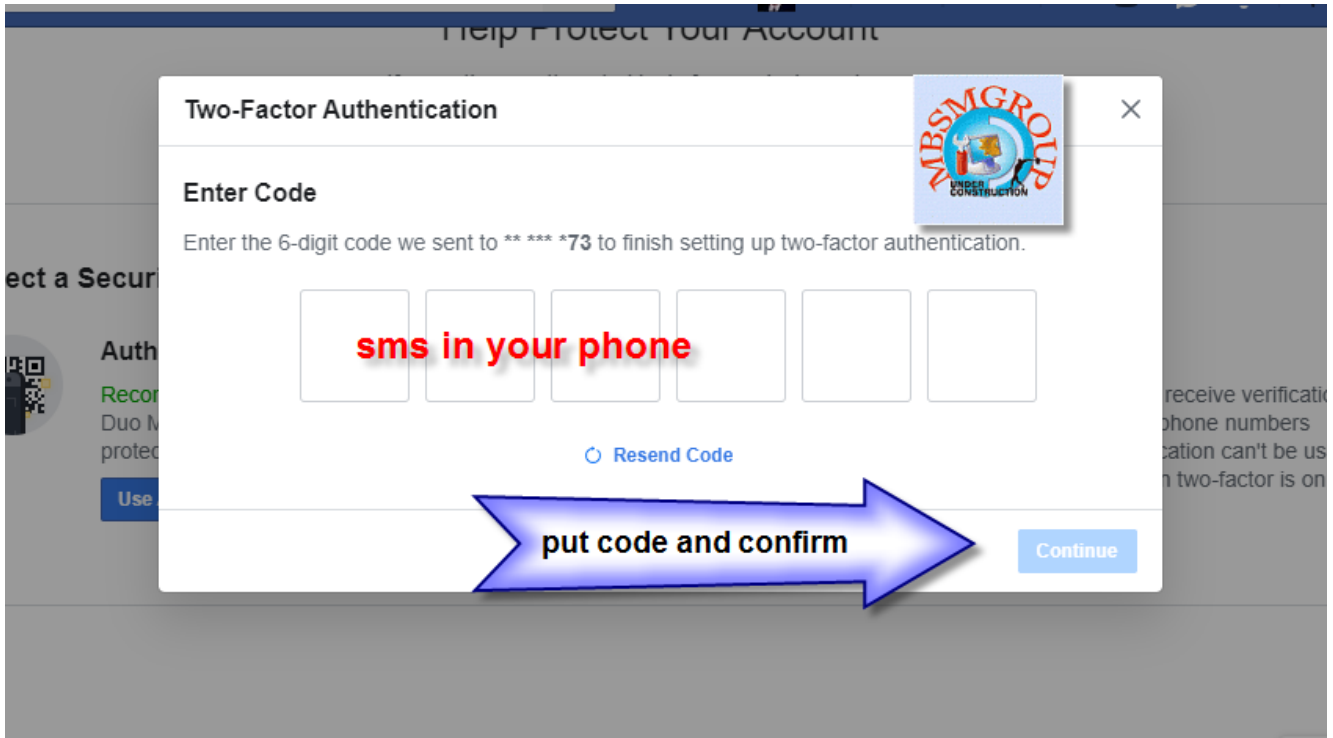 Help Protect Your Account
Two-Factor Authentication
MBSMGROUP
UNDER
CONSTRUCTION
Enter Code
Enter the 6-digit code we sent to ** *** *73 to finish setting up two-factor authentication.
ect a Securi
sms in your phone
Auth
Recor
Duo M
protec
Use
receive verificatio
phone numbers
cation can't be us
n two-factor is on
Resend Code
put code and confirm
Continue